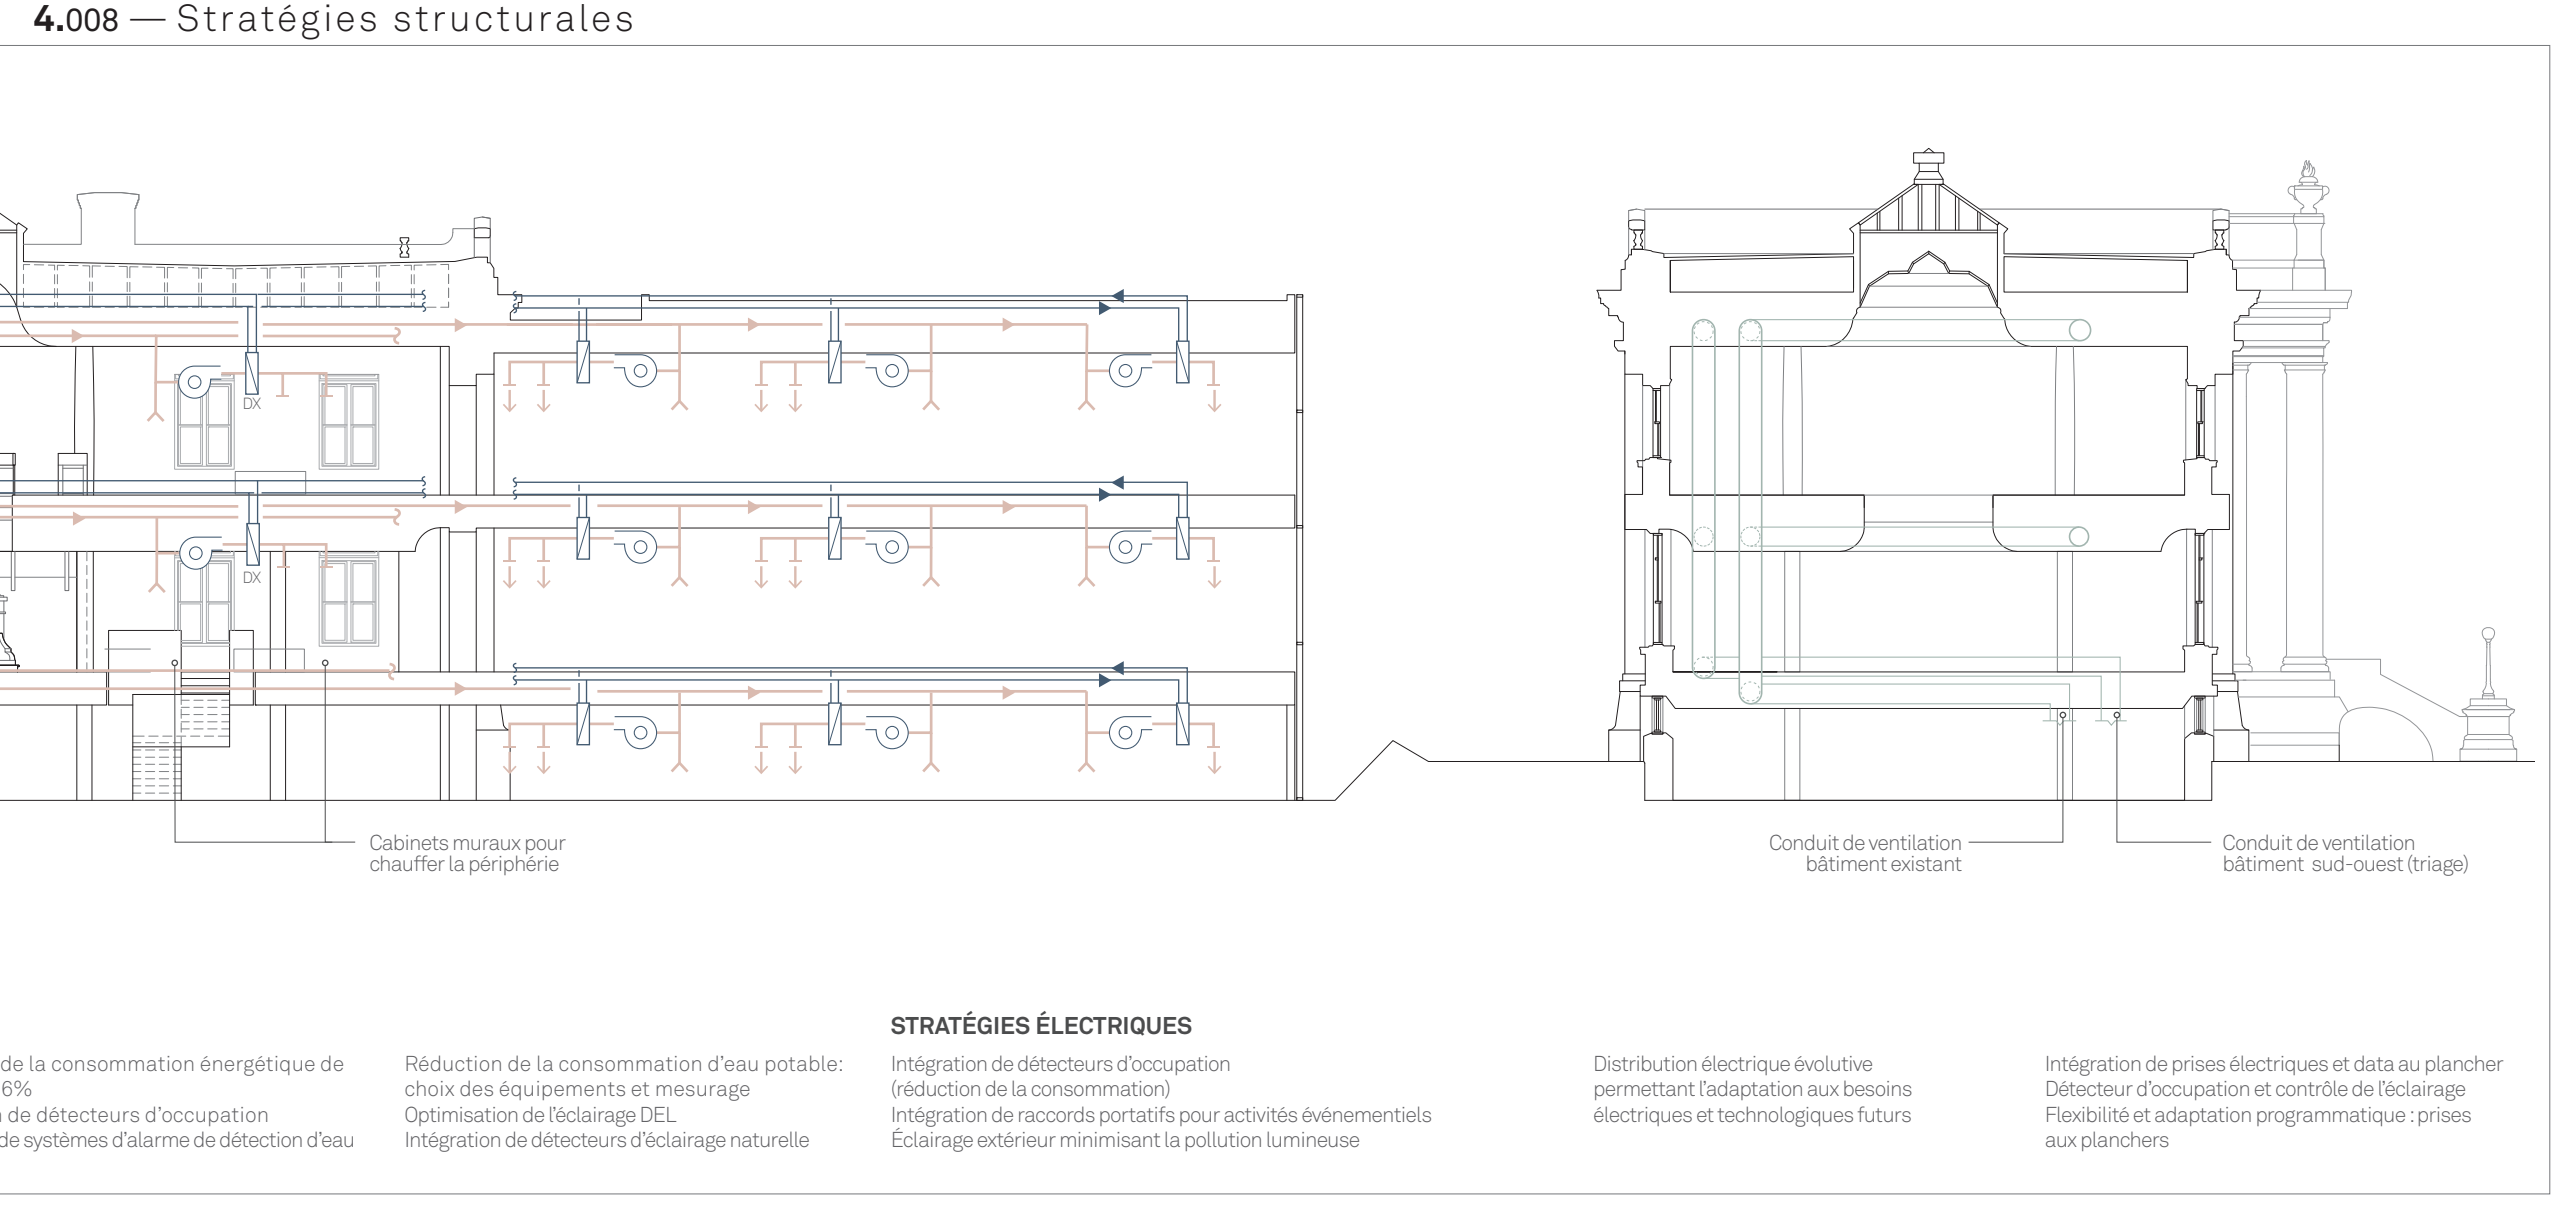 4.008 — Stratégies structurales
DX
DX
Cabinets muraux pour
chauffer la périphérie
Conduit de ventilation
bâtiment existant
Conduit de ventilation
bâtiment sud-ouest (triage)
de la consommation énergétique de
6%
de détecteurs d'occupation
de systèmes d'alarme de détection d'eau
Réduction de la consommation d'eau potable:
choix des équipements et mesurage
Optimisation de l'éclairage DEL
Intégration de détecteurs d'éclairage naturelle
STRATÉGIES ÉLECTRIQUES
Intégration de détecteurs d'occupation
(réduction de la consommation)
Intégration de raccords portatifs pour activités événementiels
Éclairage extérieur minimisant la pollution lumineuse
Distribution électrique évolutive
permettant l'adaptation aux besoins
électriques et technologiques futurs
Intégration de prises électriques et data au plancher
Détecteur d'occupation et contrôle de l'éclairage
Flexibilité et adaptation programmatique : prises
aux planchers